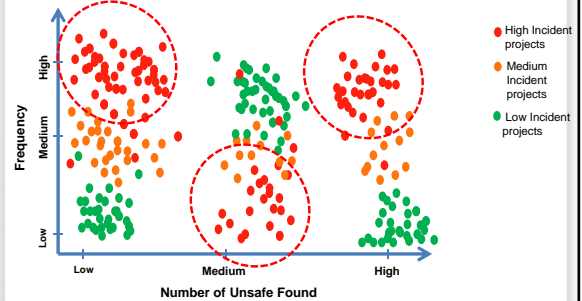 High Incident
projects
Medium
Incident
projects
Low Incident
projects
Frequency
High
Medium
Low
Low
Medium
High
Number of Unsafe Found